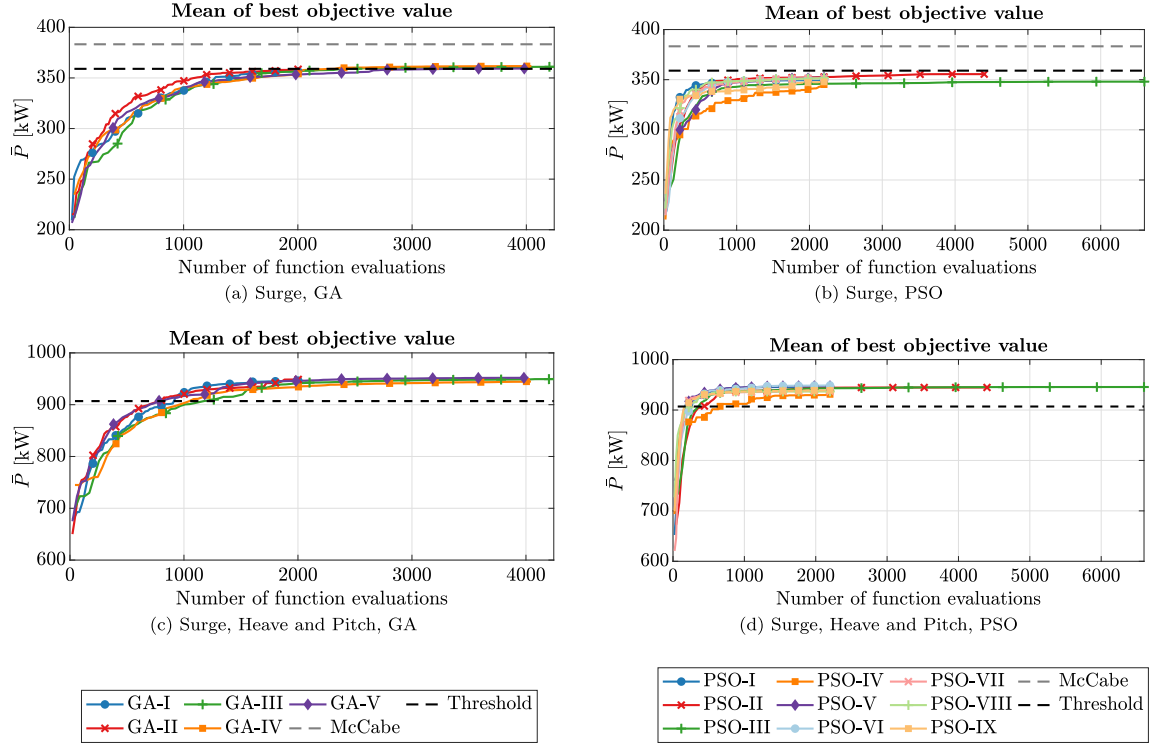 Mean of best objective value
400
350
300
250
200
P̄ [kW]
0 1000 2000 3000 4000
Number of function evaluations
(a) Surge, GA
Mean of best objective value
400
350
300
250
200
P̄ [kW]
0 1000 2000 3000 4000 5000 6000
Number of function evaluations
(b) Surge, PSO
Mean of best objective value
1000
900
800
700
600
P̄ [kW]
0 1000 2000 3000 4000
Number of function evaluations
(c) Surge, Heave and Pitch, GA
Mean of best objective value
1000
900
800
700
600
P̄ [kW]
0 1000 2000 3000 4000 5000 6000
Number of function evaluations
(d) Surge, Heave and Pitch, PSO
GA-I GA-III GA-V Threshold
GA-II GA-IV McCabe
PSO-I PSO-IV PSO-VII McCabe
PSO-II PSO-V PSO-VIII Threshold
PSO-III PSO-VI PSO-IX